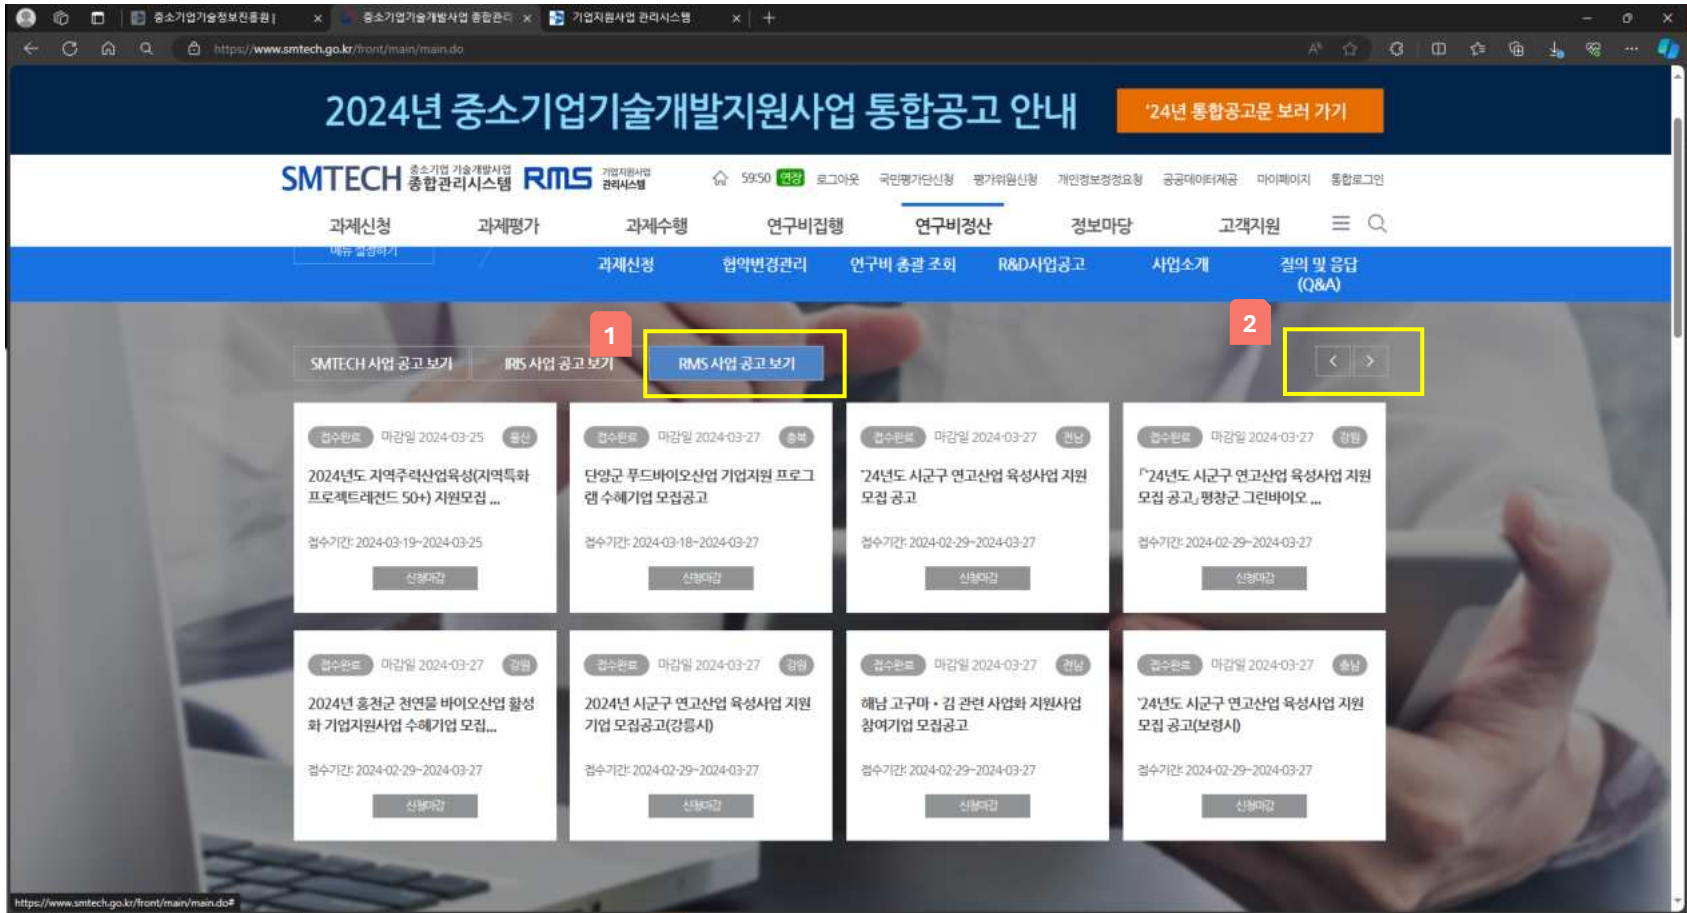 중소기업기술정보진흥원 |
중소기업기술개발사업 종합관리
기업지원사업 관리시스템
https://www.smtech.go.kr/front/main/main.do
2024년 중소기업기술개발지원사업 통합공고 안내
'24년 통합공고문 보러 가기
SMTECH 중소기업 기술개발사업 종합관리시스템 RMS 기업지원사업 관리시스템
59:50 연장 로그아웃 국민평가단신청 평가위원신청 개인정보정정요청 공공데이터제공 마이페이지 통합로그인
과제신청 과제평가 과제수행 연구비집행 연구비정산 정보마당 고객지원
메뉴 설정하기
과제신청 협약변경관리 연구비 총괄 조회 R&D사업공고 사업소개 질의 및 응답
(Q&A)
1
2
SMTECH 사업 공고 보기 IRIS 사업 공고 보기 RMS 사업 공고 보기
< >
접수완료 마감일 2024-03-25 울산
2024년도 지역주력산업육성(지역특화
프로젝트레전드 50+) 지원모집 ...
접수기간: 2024-03-19~2024-03-25
신청마감
접수완료 마감일 2024-03-27 충북
단양군 푸드바이오산업 기업지원 프로그
램 수혜기업 모집공고
접수기간: 2024-03-18~2024-03-27
신청마감
접수완료 마감일 2024-03-27 전남
'24년도 시군구 연고산업 육성사업 지원
모집 공고
접수기간: 2024-02-29~2024-03-27
신청마감
접수완료 마감일 2024-03-27 강원
「'24년도 시군구 연고산업 육성사업 지원
모집 공고」 평창군 그린바이오 ...
접수기간: 2024-02-29~2024-03-27
신청마감
접수완료 마감일 2024-03-27 강원
2024년 홍천군 천연물 바이오산업 활성
화 기업지원사업 수혜기업 모집...
접수기간: 2024-02-29~2024-03-27
신청마감
접수완료 마감일 2024-03-27 강원
2024년 시군구 연고산업 육성사업 지원
기업 모집공고(강릉시)
접수기간: 2024-02-29~2024-03-27
신청마감
접수완료 마감일 2024-03-27 전남
해남 고구마・김 관련 사업화 지원사업
참여기업 모집공고
접수기간: 2024-02-29~2024-03-27
신청마감
접수완료 마감일 2024-03-27 충남
'24년도 시군구 연고산업 육성사업 지원
모집 공고(보령시)
접수기간: 2024-02-29~2024-03-27
신청마감
https://www.smtech.go.kr/front/main/main.do#